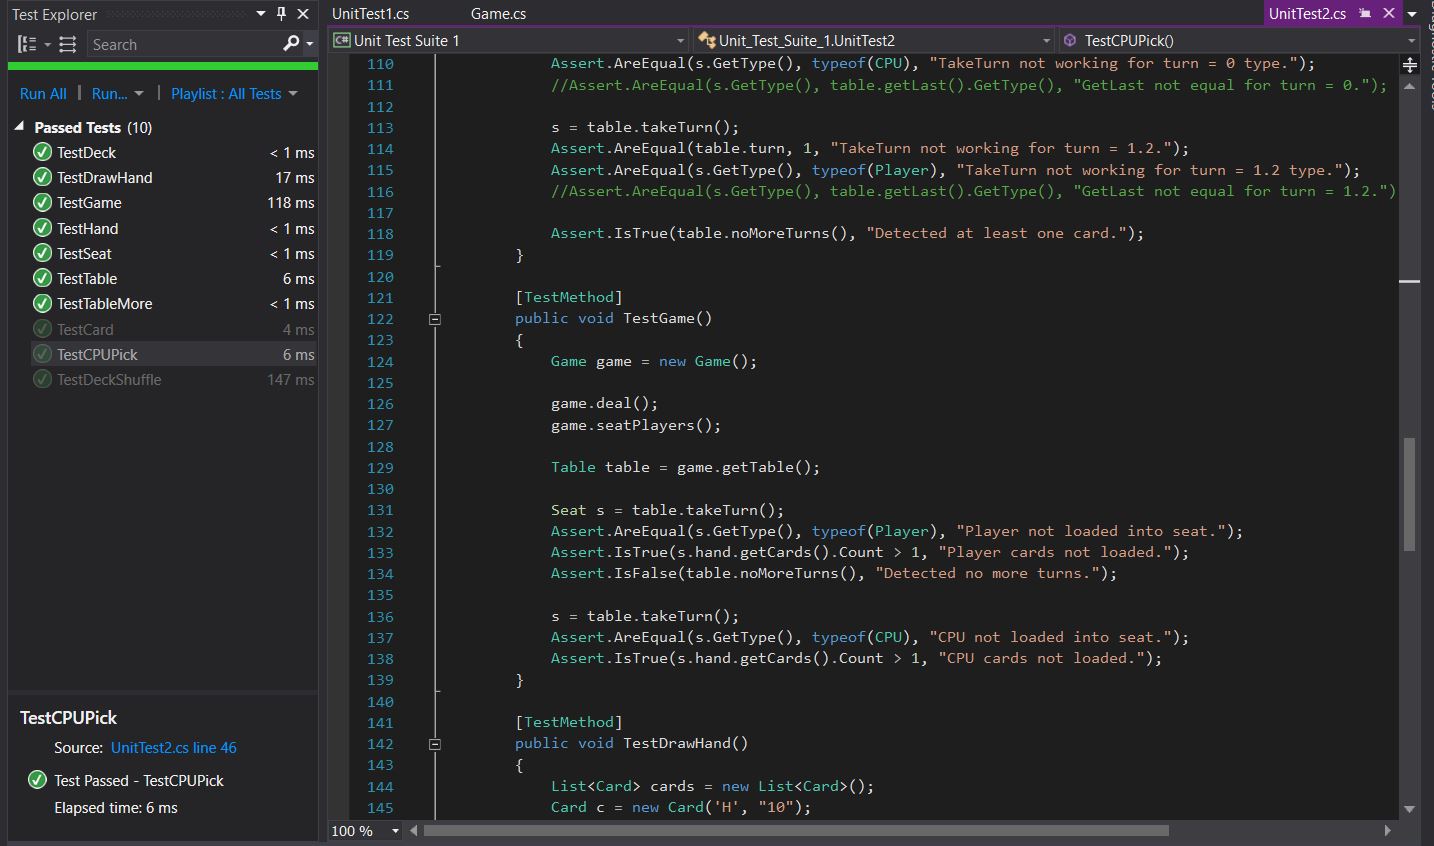 Test Explorer
Search
Run All | Run... | Playlist : All Tests
Passed Tests (10)
TestDeck < 1 ms
TestDrawHand 17 ms
TestGame 118 ms
TestHand < 1 ms
TestSeat < 1 ms
TestTable 6 ms
TestTableMore < 1 ms
TestCard 4 ms
TestCPUPick 6 ms
TestDeckShuffle 147 ms
TestCPUPick
Source: UnitTest2.cs line 46
Test Passed - TestCPUPick
Elapsed time: 6 ms
UnitTest1.cs Game.cs UnitTest2.cs
C# Unit Test Suite 1 Unit_Test_Suite_1.UnitTest2 TestCPUPick()
110 Assert.AreEqual(s.GetType(), typeof(CPU), "TakeTurn not working for turn = 0 type.");
111 //Assert.AreEqual(s.GetType(), table.getLast().GetType(), "GetLast not equal for turn = 0.");
112
113 s = table.takeTurn();
114 Assert.AreEqual(table.turn, 1, "TakeTurn not working for turn = 1.2.");
115 Assert.AreEqual(s.GetType(), typeof(Player), "TakeTurn not working for turn = 1.2 type.");
116 //Assert.AreEqual(s.GetType(), table.getLast().GetType(), "GetLast not equal for turn = 1.2.")
117
118 Assert.IsTrue(table.noMoreTurns(), "Detected at least one card.");
119 }
120
121 [TestMethod]
122 public void TestGame()
123 {
124 Game game = new Game();
125
126 game.deal();
127 game.seatPlayers();
128
129 Table table = game.getTable();
130
131 Seat s = table.takeTurn();
132 Assert.AreEqual(s.GetType(), typeof(Player), "Player not loaded into seat.");
133 Assert.IsTrue(s.hand.getCards().Count > 1, "Player cards not loaded.");
134 Assert.IsFalse(table.noMoreTurns(), "Detected no more turns.");
135
136 s = table.takeTurn();
137 Assert.AreEqual(s.GetType(), typeof(CPU), "CPU not loaded into seat.");
138 Assert.IsTrue(s.hand.getCards().Count > 1, "CPU cards not loaded.");
139 }
140
141 [TestMethod]
142 public void TestDrawHand()
143 {
144 List<Card> cards = new List<Card>();
145 Card c = new Card('H', "10");
100 %